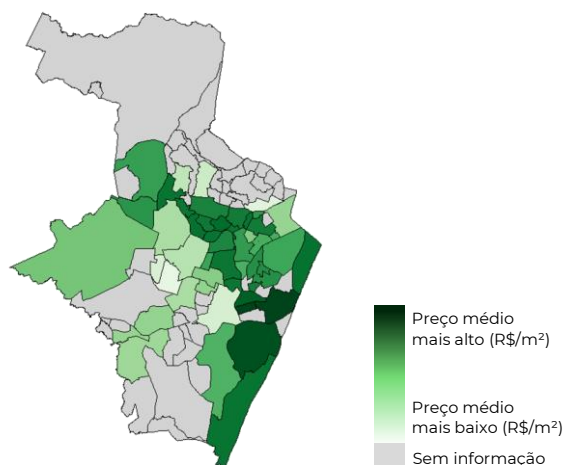 Preço médio
mais alto (R$/m²)
Preço médio
mais baixo (R$/m²)
Sem informação